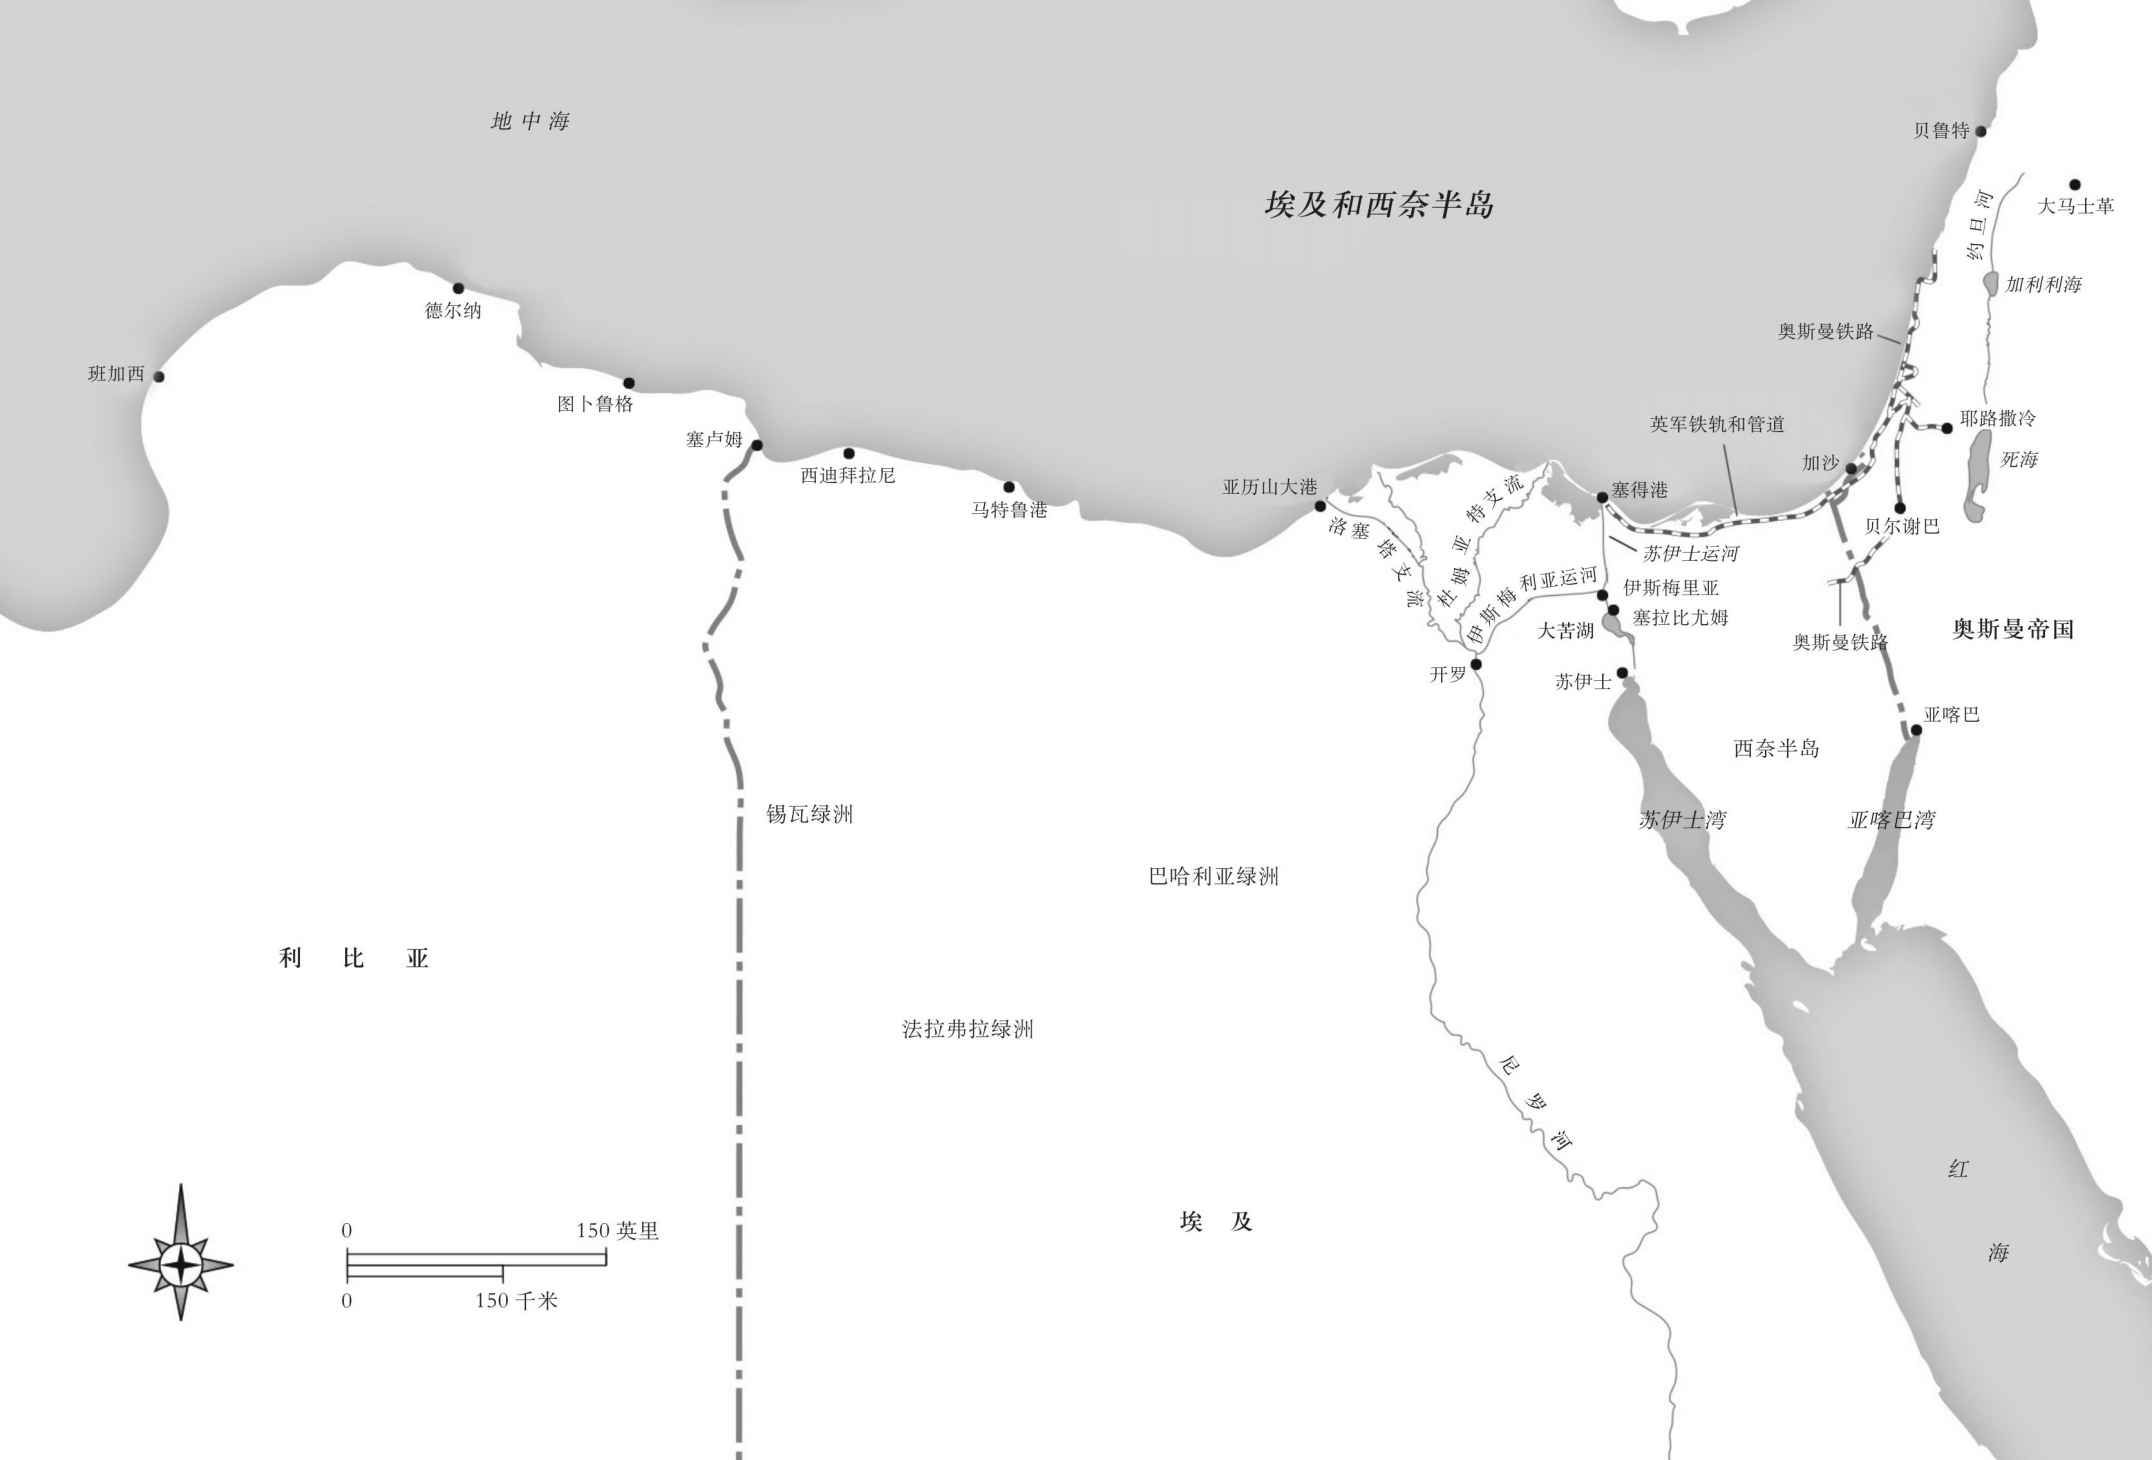 地中海
埃及和西奈半岛
贝鲁特
大马士革
约旦河
加利利海
德尔纳
奥斯曼铁路
班加西
图卜鲁格
塞卢姆
西迪拜拉尼
马特鲁港
亚历山大港
洛塞塔支流
杜姆亚特支流
英军铁轨和管道
加沙
耶路撒冷
死海
塞得港
贝尔谢巴
苏伊士运河
伊斯梅利亚运河
伊斯梅里亚
塞拉比尤姆
大苦湖
奥斯曼铁路
奥斯曼帝国
开罗
苏伊士
亚喀巴
西奈半岛
锡瓦绿洲
苏伊士湾
亚喀巴湾
巴哈利亚绿洲
利比亚
法拉弗拉绿洲
尼罗河
红海
埃及
0 150 英里
0 150 千米